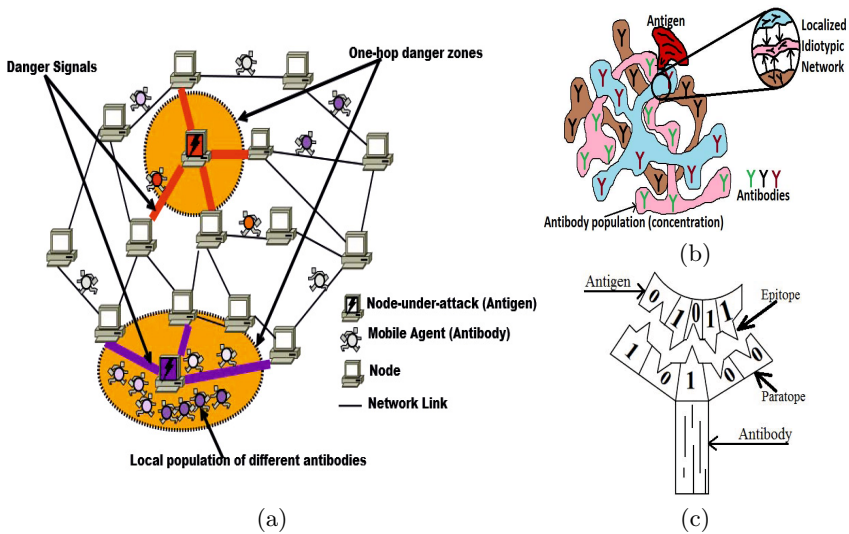 Danger Signals
One-hop danger zones
Node-under-attack (Antigen)
Mobile Agent (Antibody)
Node
Network Link
Local population of different antibodies
(a)
Antigen
Localized
Idiotypic
Network
Y Y Y
Antibodies
Antibody population (concentration)
(b)
Antigen
Epitope
0 1 0 1 1
1 0 1 0 0
Paratope
Antibody
(c)